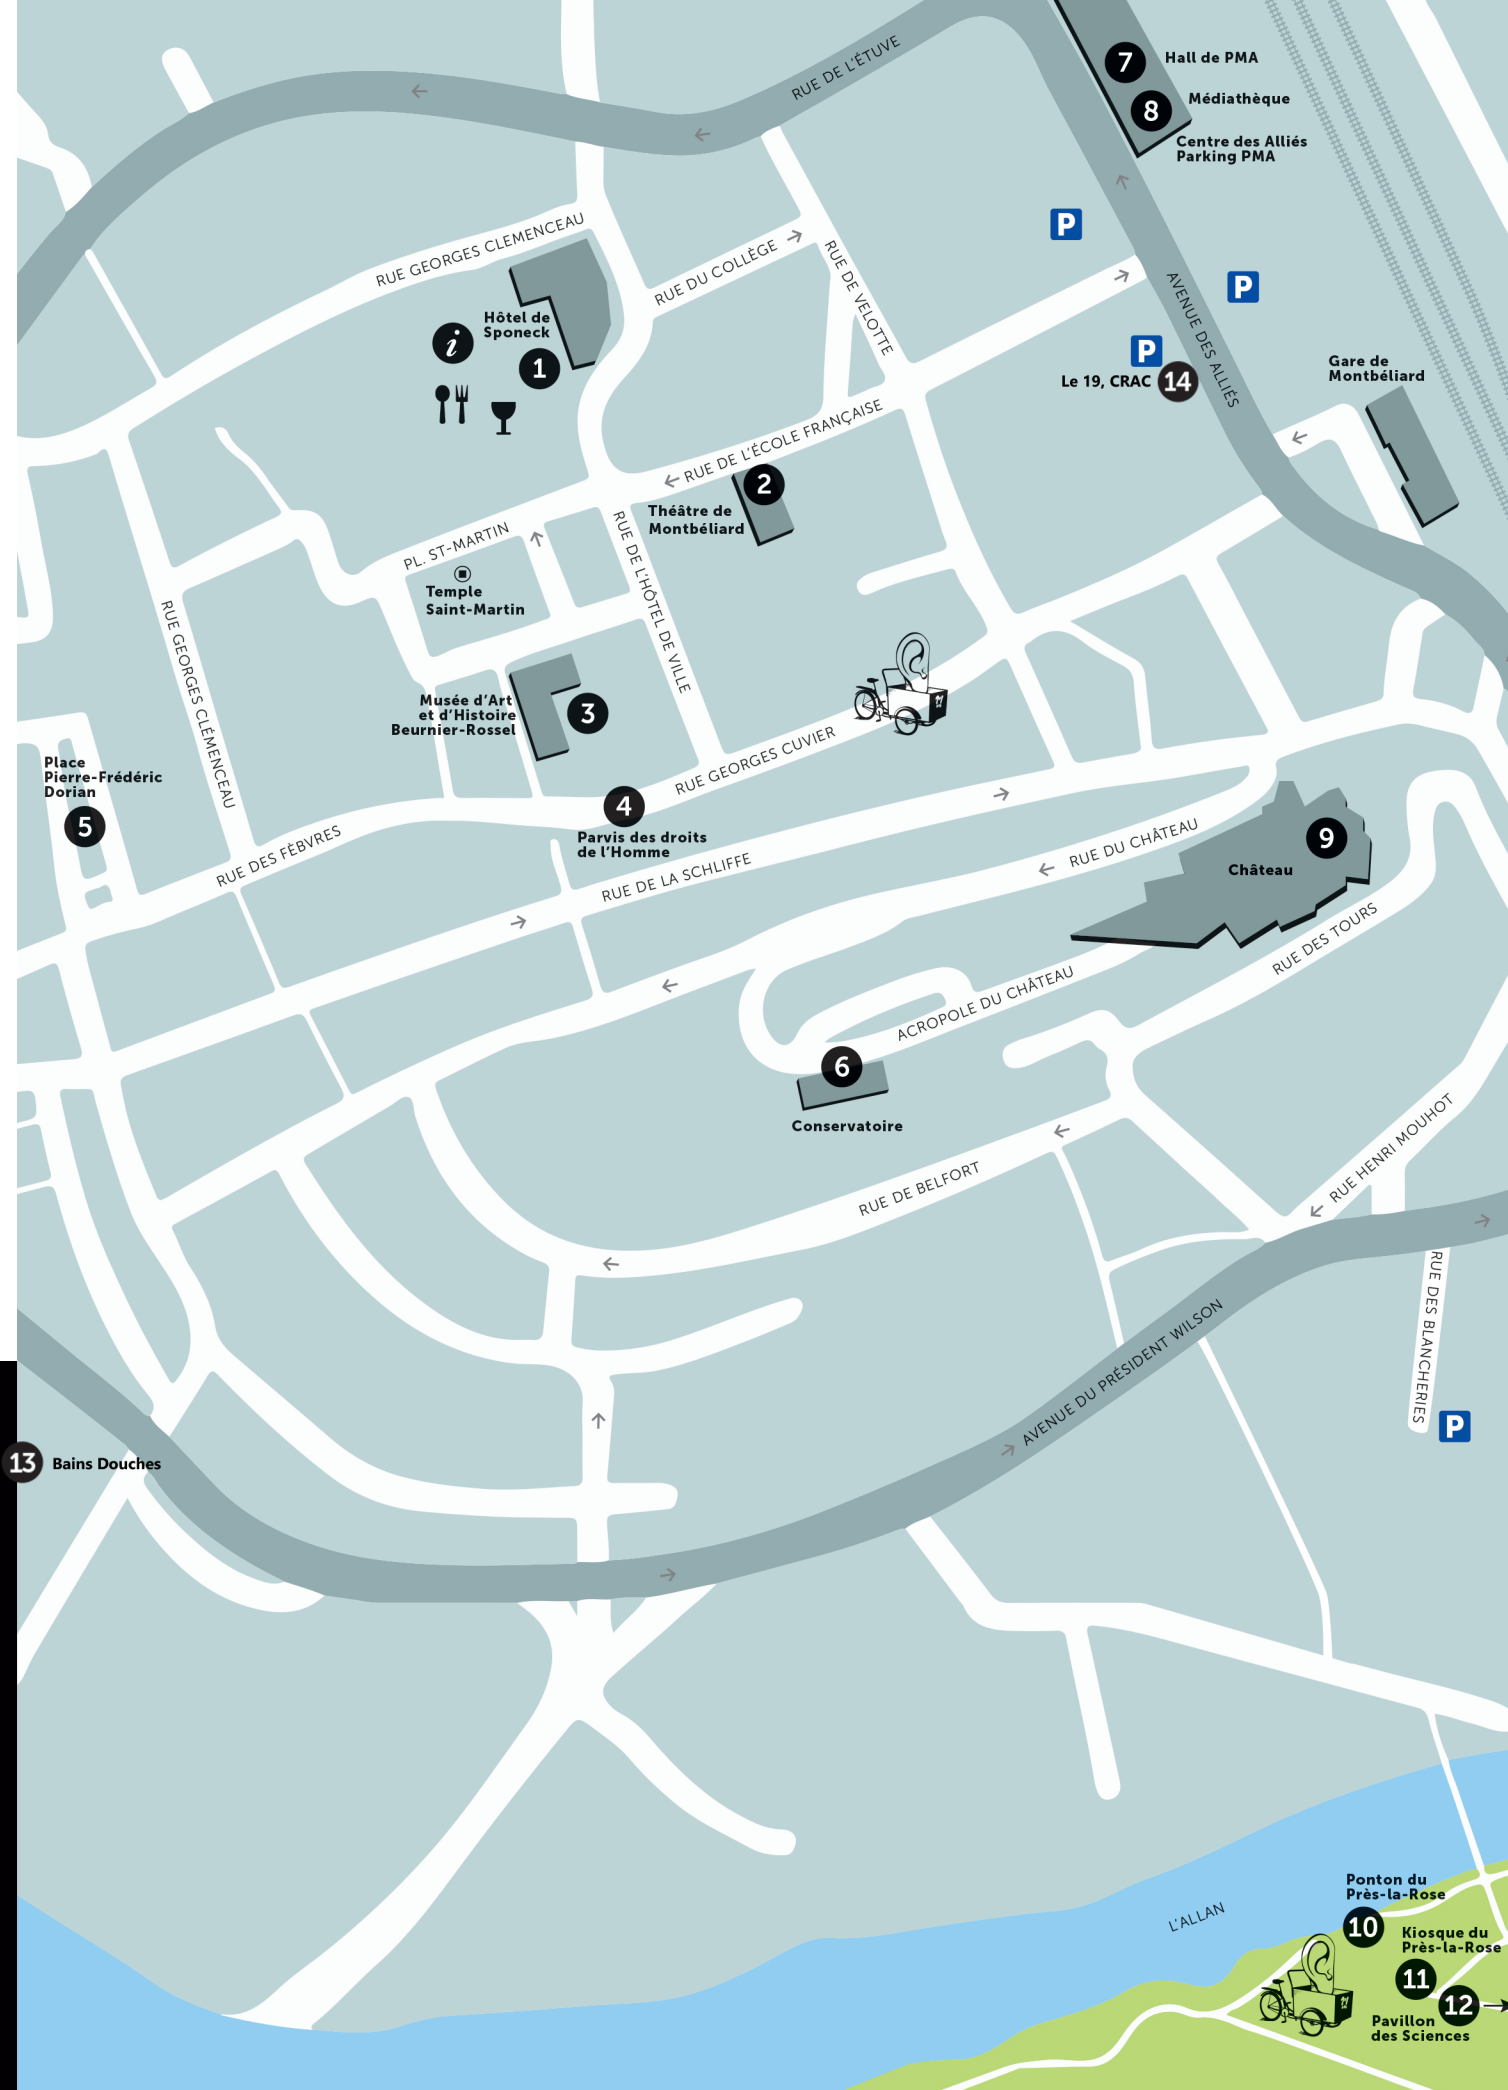 RUE DE L'ÉTUVE
7
Hall de PMA
8
Médiathèque
Centre des Alliés
Parking PMA
P
P
AVENUE DES ALLIÉS
P
Le 19, CRAC
14
Gare de
Montbéliard
RUE GEORGES CLEMENCEAU
RUE DU COLLÈGE
RUE DE VELOTTE
Hôtel de
Sponeck
i
1
RUE DE L'ÉCOLE FRANÇAISE
2
Théâtre de
Montbéliard
PL. ST-MARTIN
Temple
Saint-Martin
RUE DE L'HÔTEL DE VILLE
RUE GEORGES CLÉMENCEAU
Musée d'Art
et d'Histoire
Beurnier-Rossel
3
RUE GEORGES CUVIER
Place
Pierre-Frédéric
Dorian
5
4
Parvis des droits
de l'Homme
RUE DES FÈBVRES
RUE DE LA SCHLIFFE
RUE DU CHÂTEAU
9
Château
RUE DES TOURS
ACROPOLE DU CHÂTEAU
6
Conservatoire
RUE DE BELFORT
RUE HENRI MOUHOT
RUE DES BLANCHERIES
P
AVENUE DU PRÉSIDENT WILSON
13
Bains Douches
L'ALLAN
Ponton du
Près-la-Rose
10
Kiosque du
Près-la-Rose
11
12
Pavillon
des Sciences